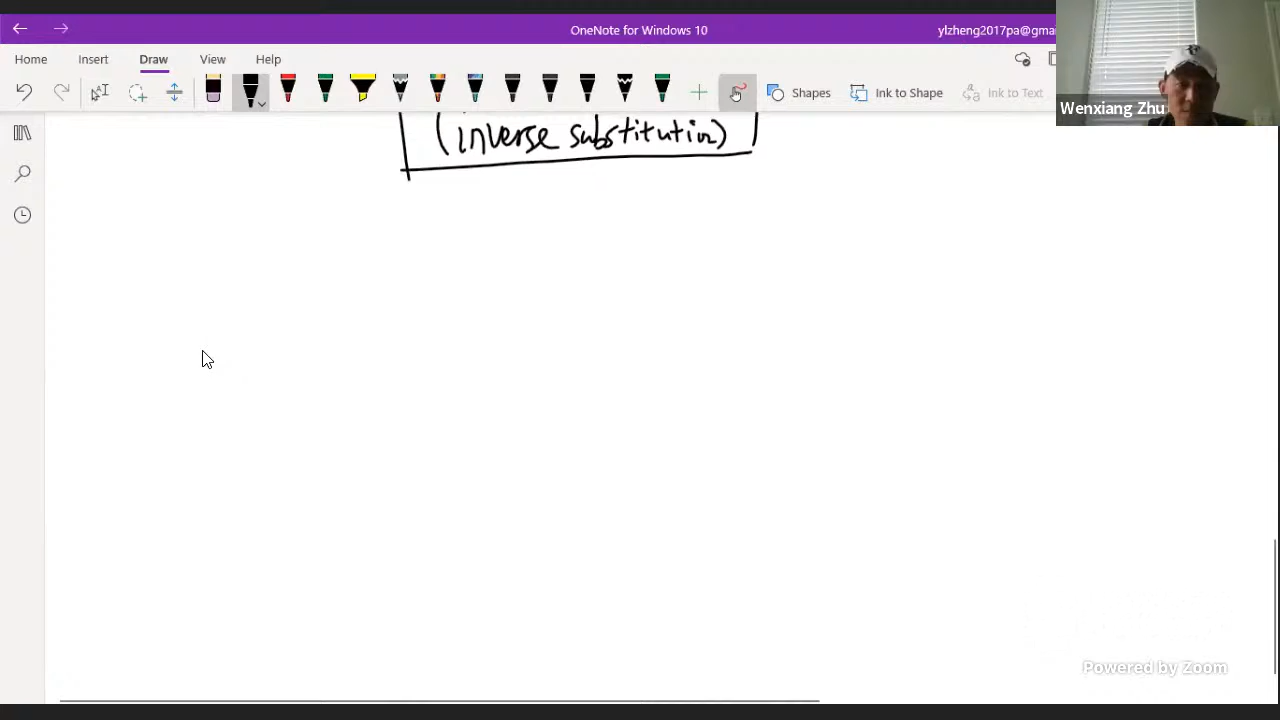 OneNote for Windows 10
ylzheng2017pa@gma
Home Insert Draw View Help
Shapes Ink to Shape Ink to Text
Wenxiang Zhu
(inverse substitution)
Powered by Zoom